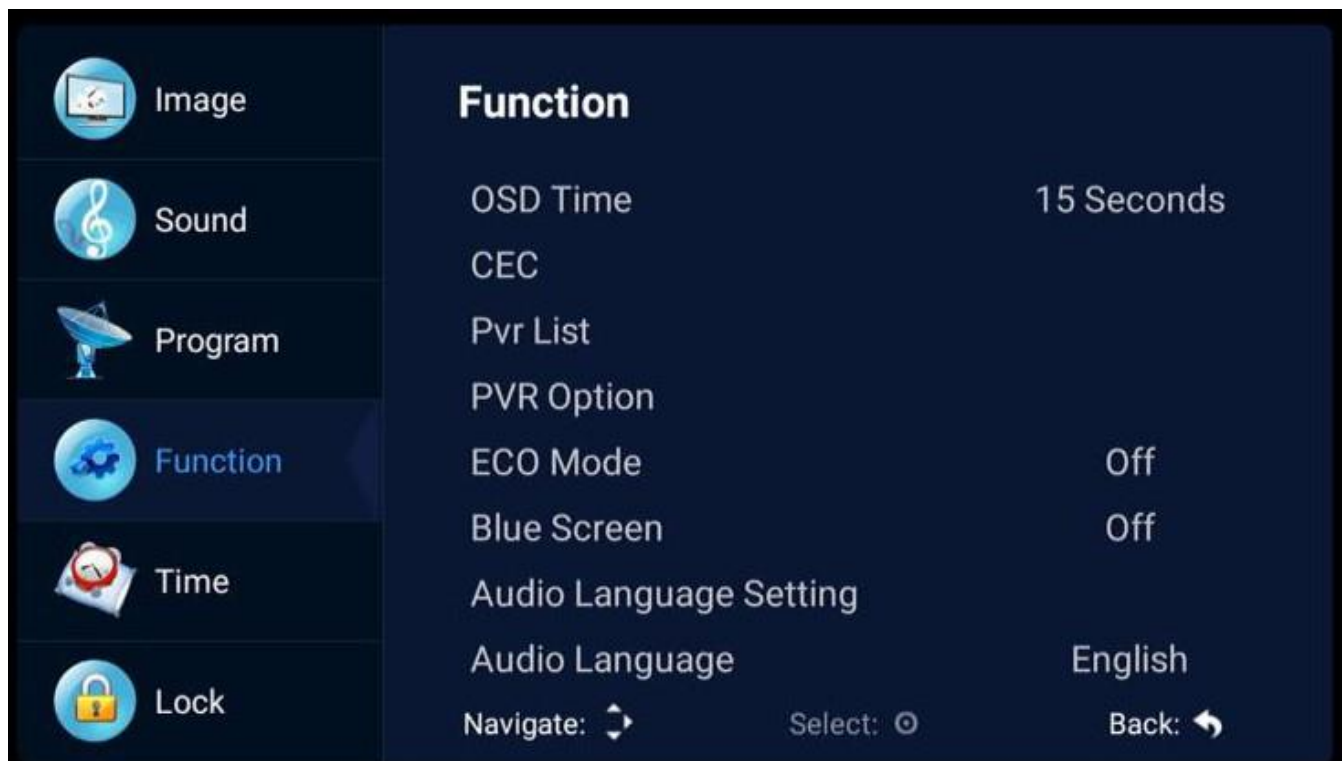 Image
Sound
Program
Function
Time
Lock
Function
OSD Time 15 Seconds
CEC
Pvr List
PVR Option
ECO Mode Off
Blue Screen Off
Audio Language Setting
Audio Language English
Navigate: Select: Back: